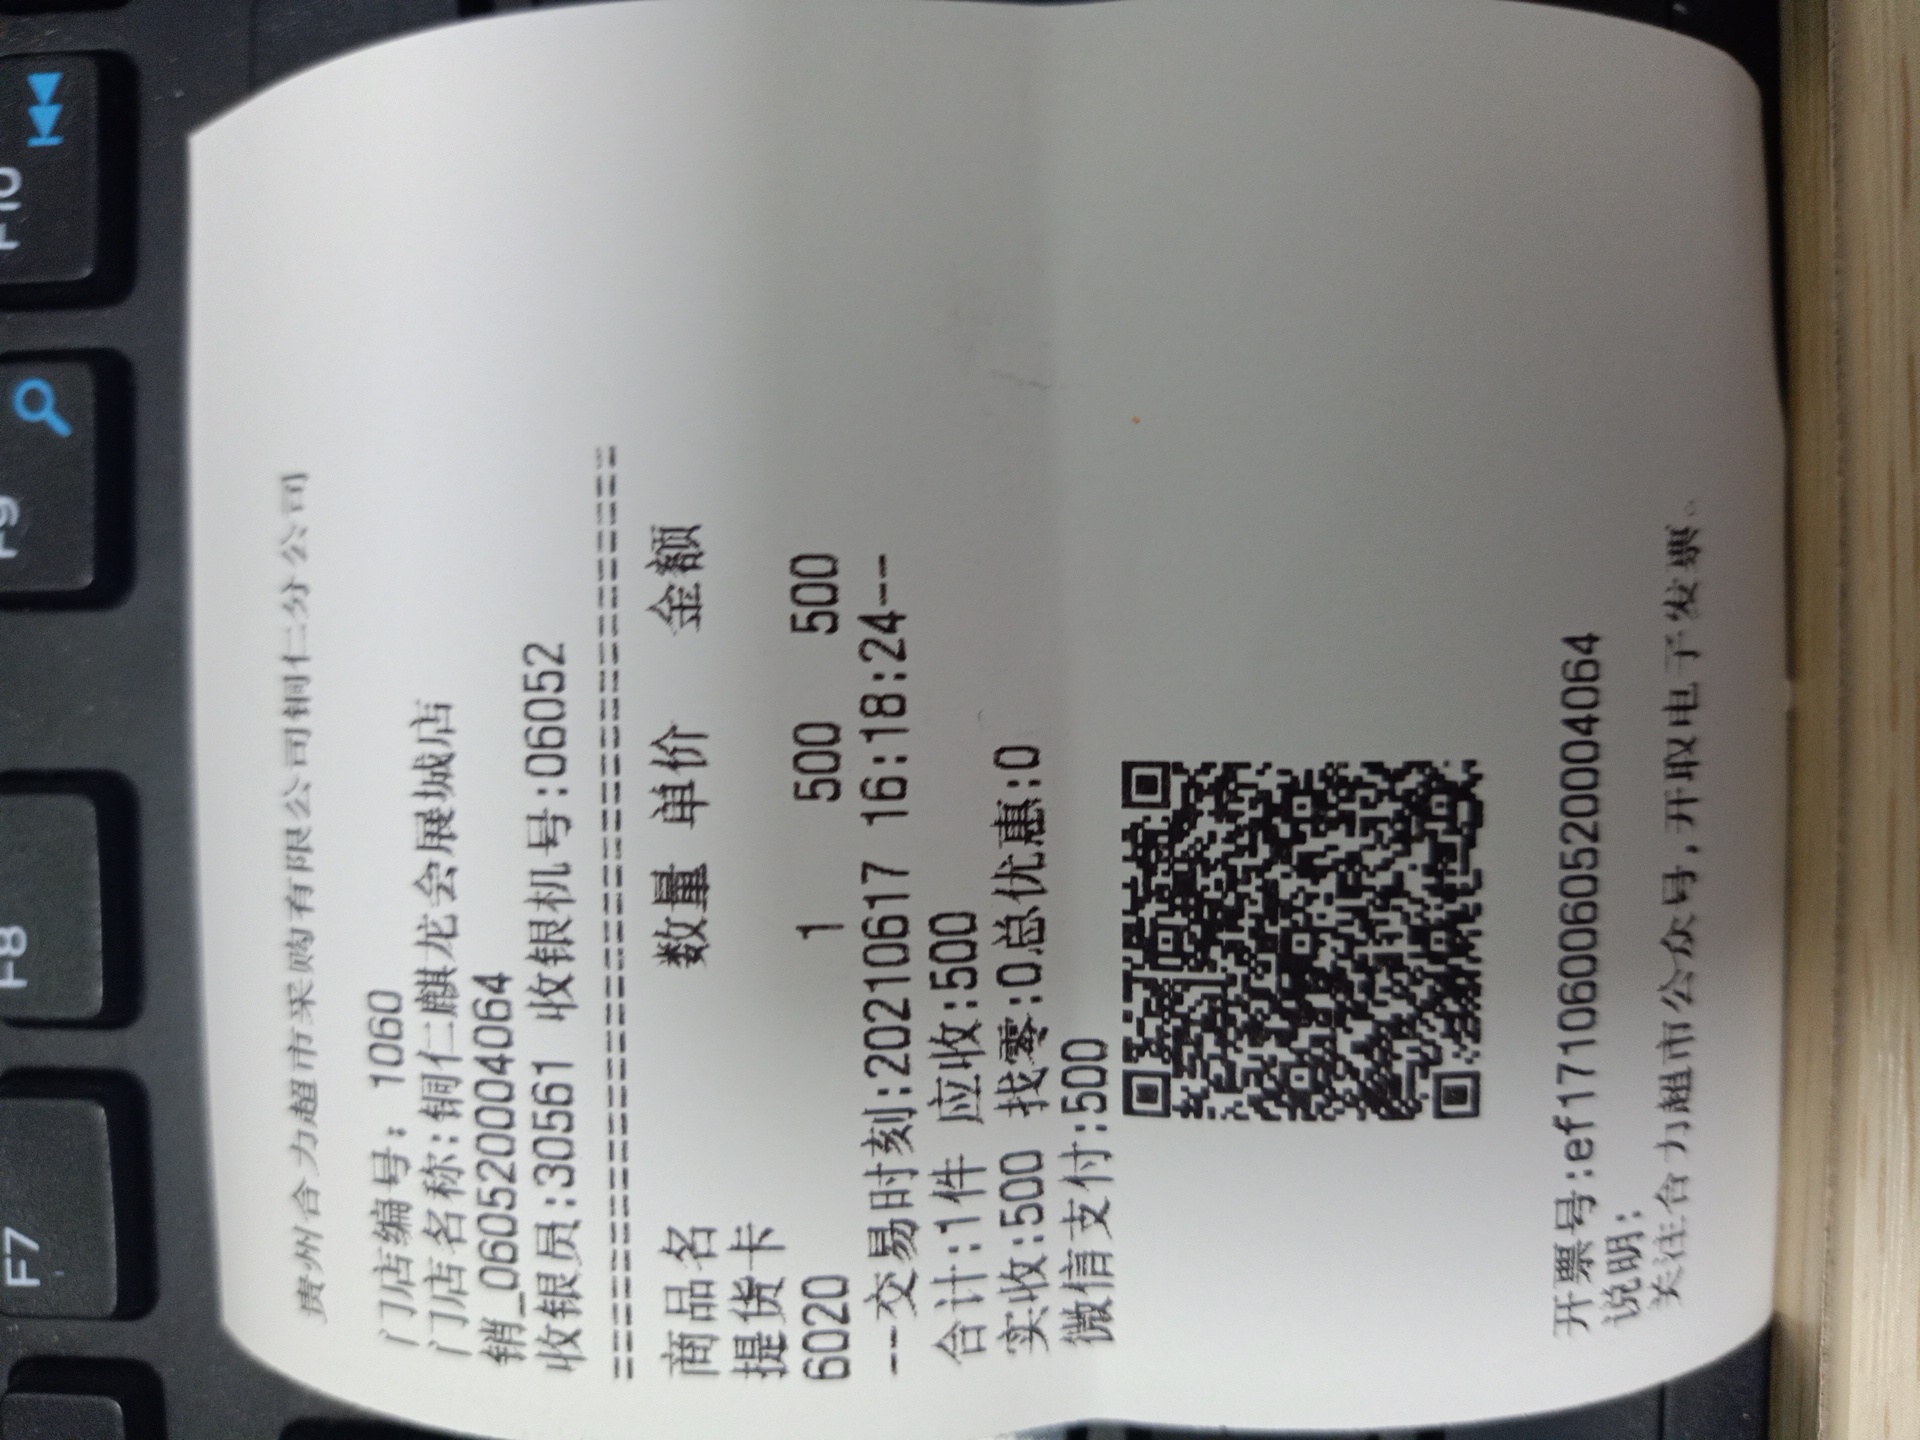 贵州合力超市采购有限公司铜仁分公司
门店编号: 1060
门店名称:铜仁麒龙会展城店
销_060520004064
收银员:30561 收银机号:06052
==========================================
商品名 数量 单价 金额
提货卡
6020 1 500 500
--交易时刻:20210617 16:18:24---
合计:1件 应收:500
实收:500 找零:0总优惠:0
微信支付:500
开票号:ef171060060520004064
说明:
关注合力超市公众号,开取电子发票。
F7
F8
F9
F10